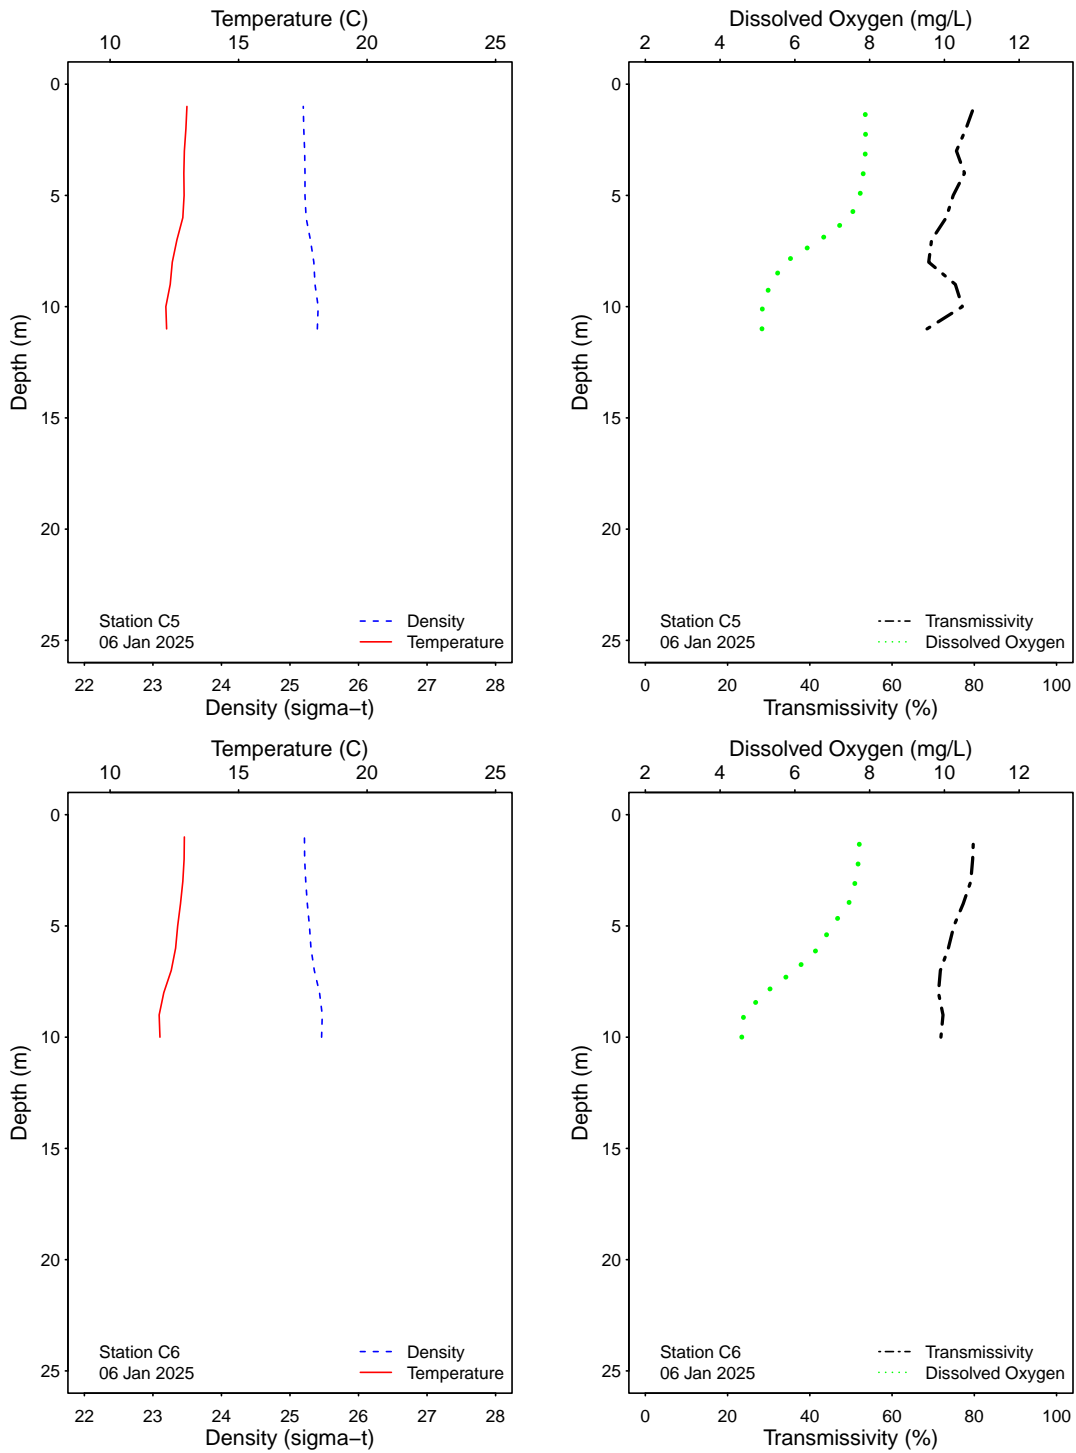 Temperature (C)
10 15 20 25
0
5
10
15
20
25
Depth (m)
Station C5
06 Jan 2025
Density
Temperature
22 23 24 25 26 27 28
Density (sigma−t)
Dissolved Oxygen (mg/L)
2 4 6 8 10 12
0
5
10
15
20
25
Depth (m)
Station C5
06 Jan 2025
Transmissivity
Dissolved Oxygen
0 20 40 60 80 100
Transmissivity (%)
Temperature (C)
10 15 20 25
0
5
10
15
20
25
Depth (m)
Station C6
06 Jan 2025
Density
Temperature
22 23 24 25 26 27 28
Density (sigma−t)
Dissolved Oxygen (mg/L)
2 4 6 8 10 12
0
5
10
15
20
25
Depth (m)
Station C6
06 Jan 2025
Transmissivity
Dissolved Oxygen
0 20 40 60 80 100
Transmissivity (%)